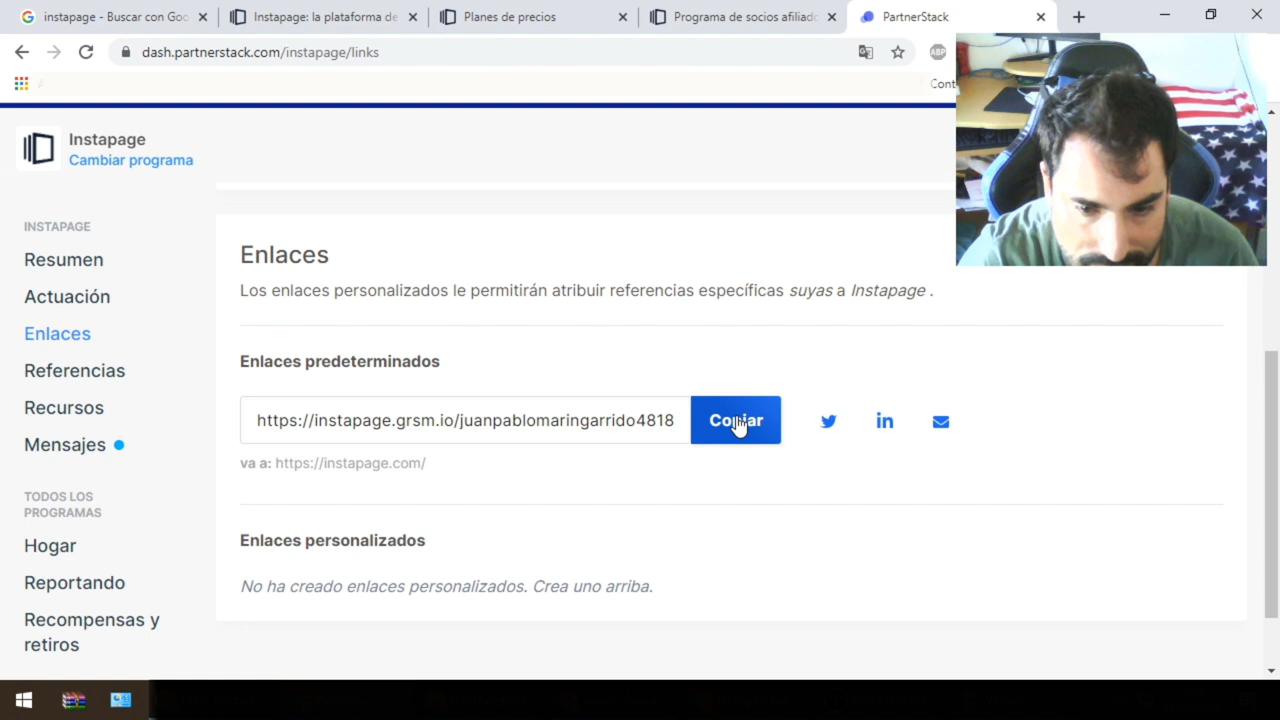 instapage - Buscar con Goo
Instapage: la plataforma de
Planes de precios
Programa de socios afiliado
PartnerStack
dash.partnerstack.com/instapage/links
ABP
Cont
Instapage
Cambiar programa
INSTAPAGE
Resumen
Actuación
Enlaces
Referencias
Recursos
Mensajes
TODOS LOS
PROGRAMAS
Hogar
Reportando
Recompensas y
retiros
Enlaces
Los enlaces personalizados le permitirán atribuir referencias específicas suyas a Instapage .
Enlaces predeterminados
https://instapage.grsm.io/juanpablomaringarrido4818
Copiar
va a: https://instapage.com/
Enlaces personalizados
No ha creado enlaces personalizados. Crea uno arriba.